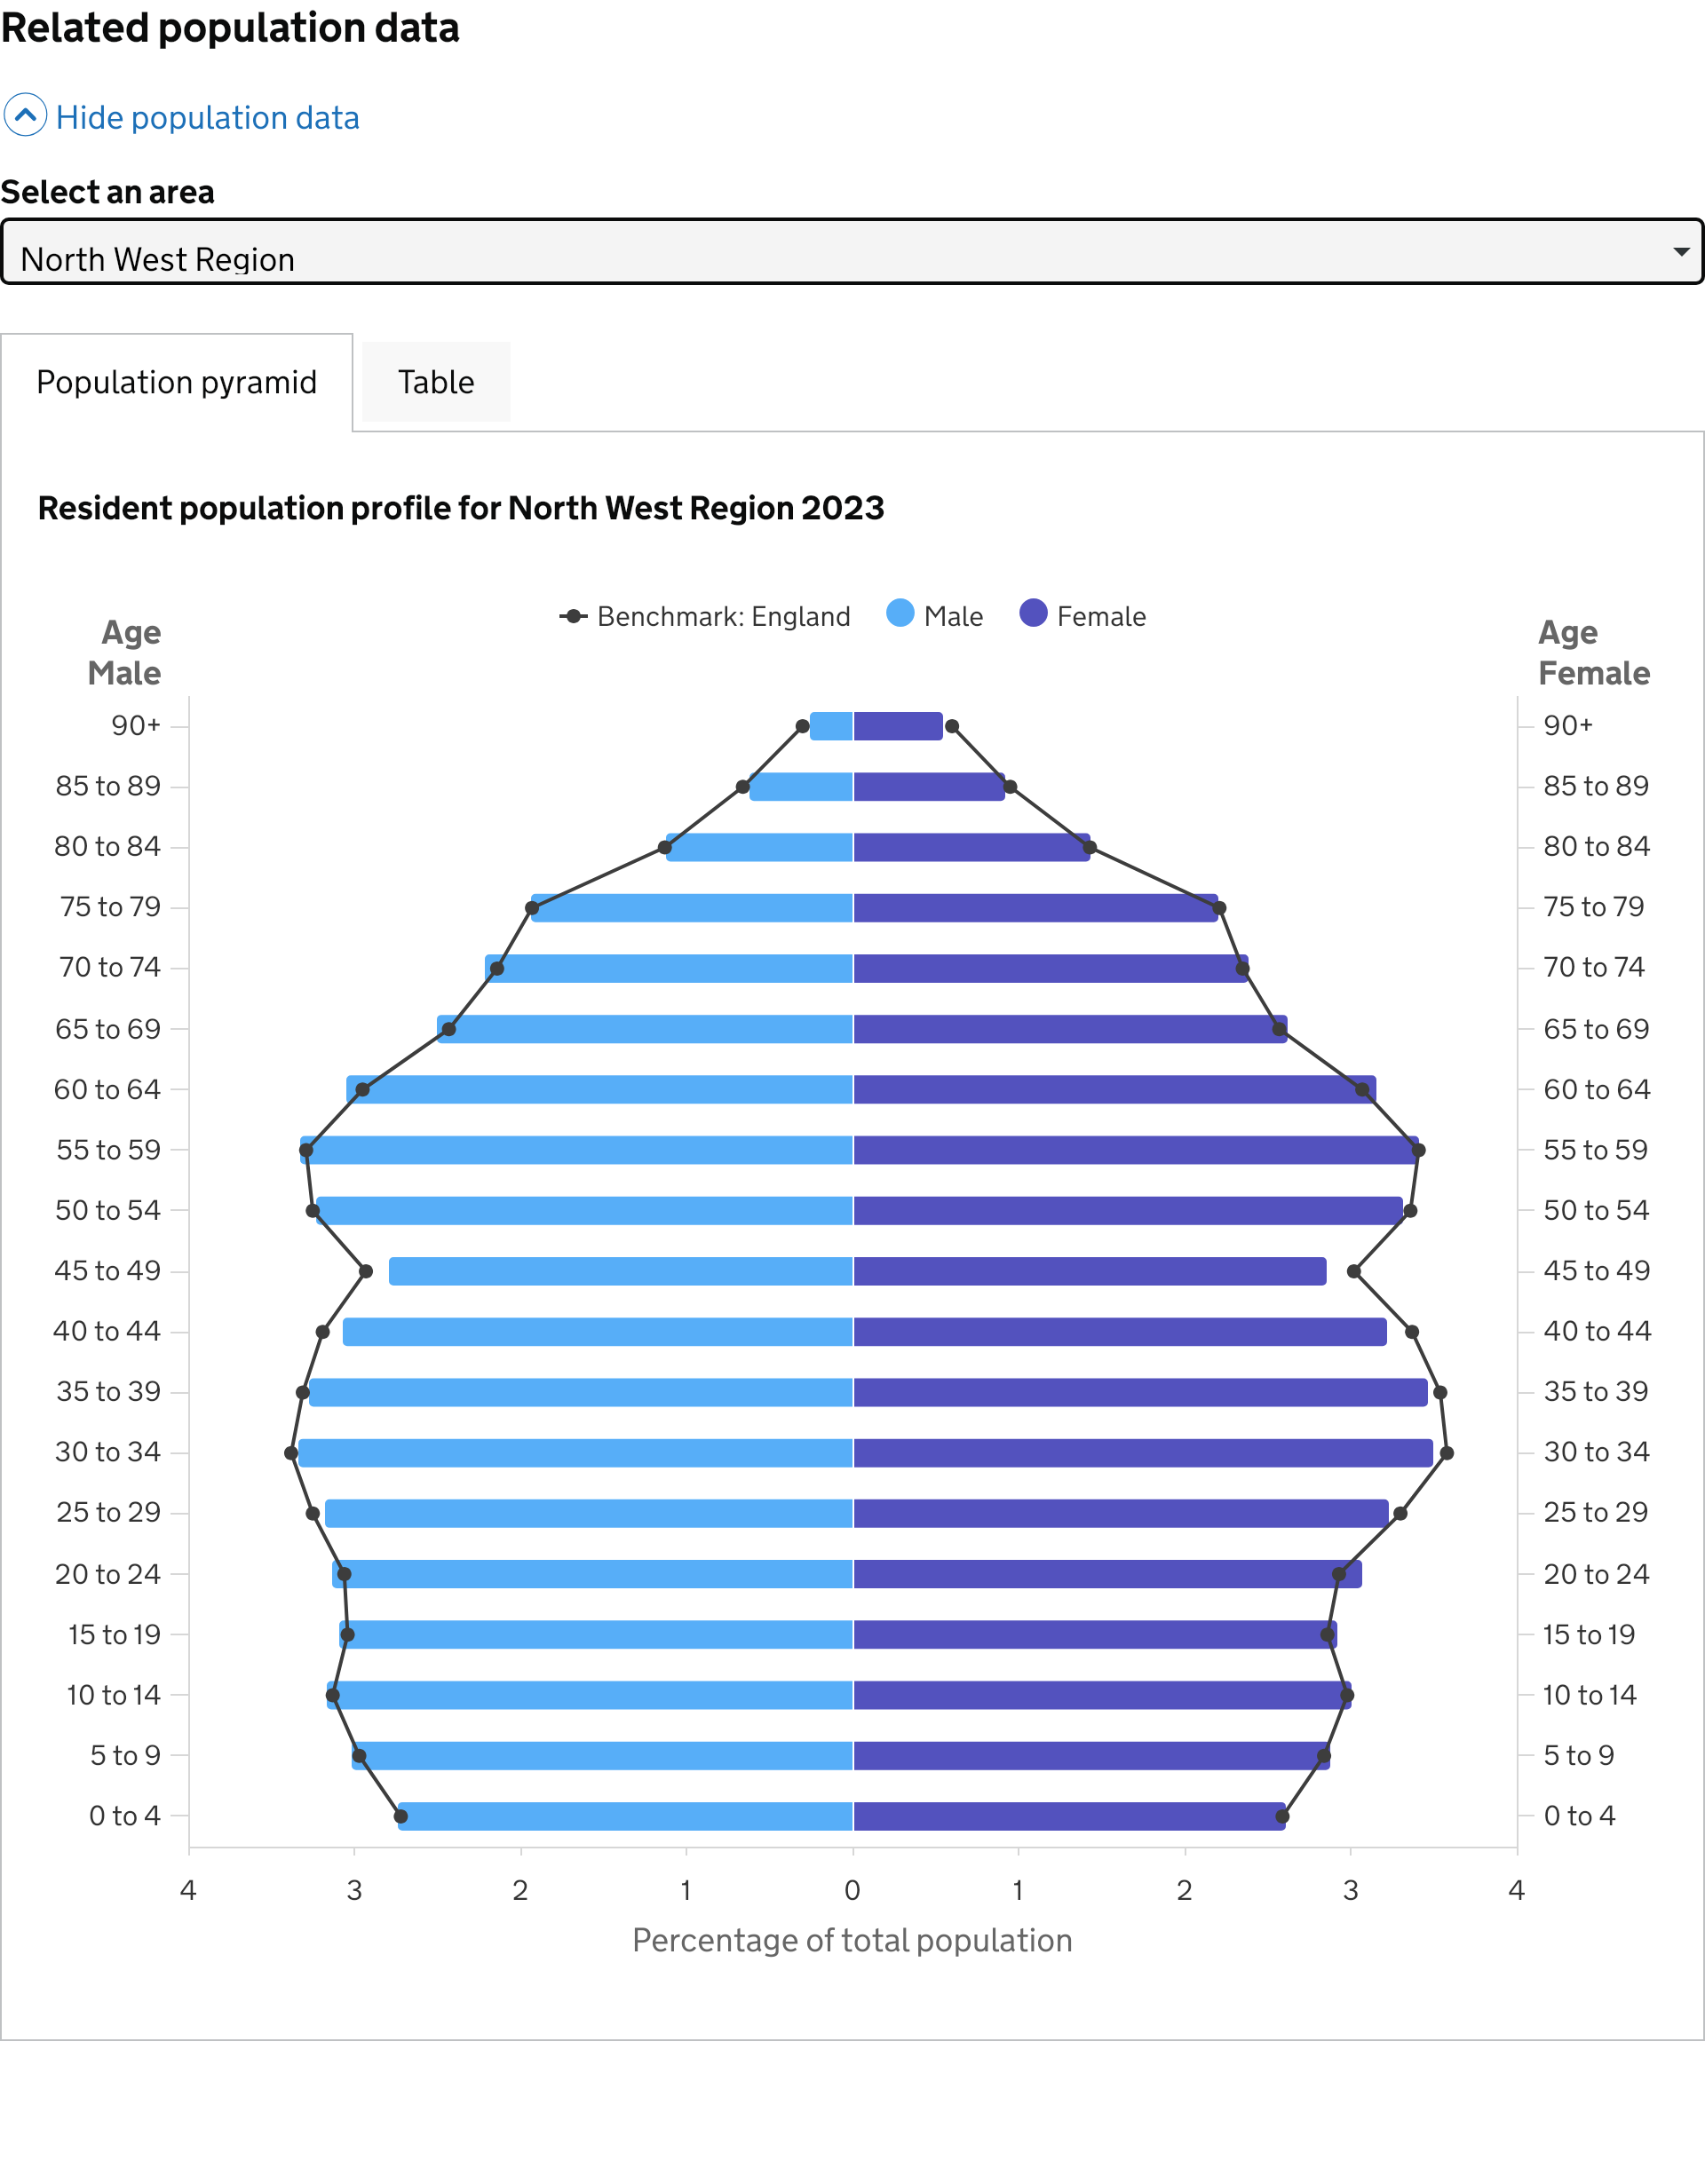 Related population data
Hide population data
Select an area
North West Region
Population pyramid
Table
Resident population profile for North West Region 2023
Benchmark: England Male Female
Age
Male
Age
Female
90+ 90+
85 to 89 85 to 89
80 to 84 80 to 84
75 to 79 75 to 79
70 to 74 70 to 74
65 to 69 65 to 69
60 to 64 60 to 64
55 to 59 55 to 59
50 to 54 50 to 54
45 to 49 45 to 49
40 to 44 40 to 44
35 to 39 35 to 39
30 to 34 30 to 34
25 to 29 25 to 29
20 to 24 20 to 24
15 to 19 15 to 19
10 to 14 10 to 14
5 to 9 5 to 9
0 to 4 0 to 4
4 3 2 1 0 1 2 3 4
Percentage of total population